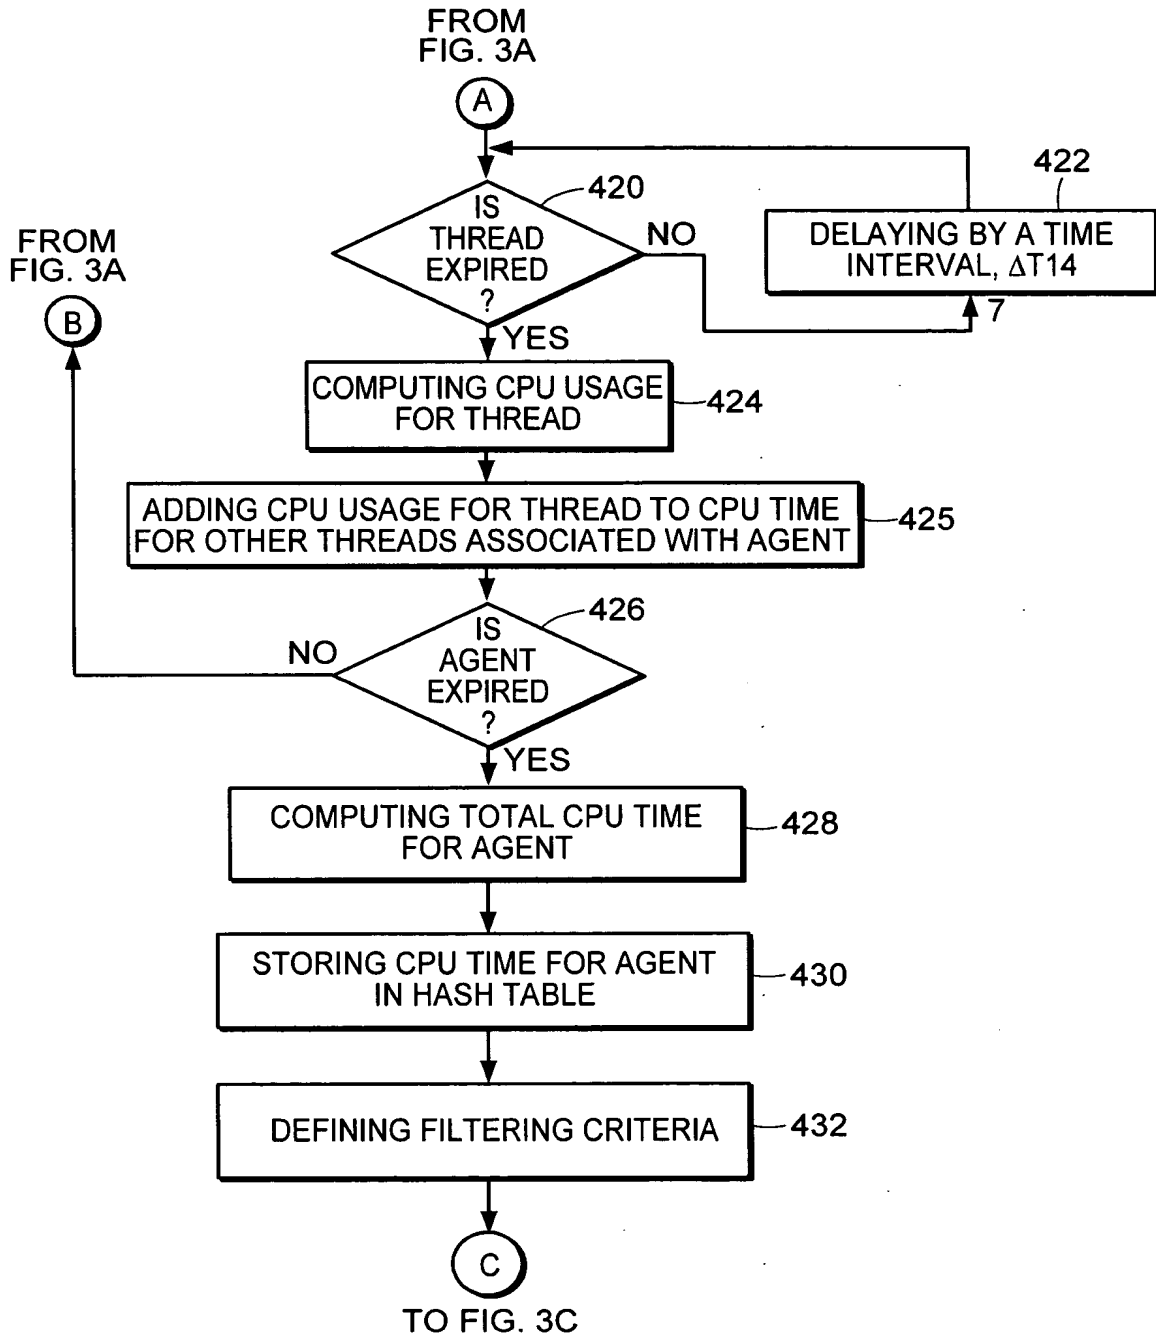 FROM
FIG. 3A
A
420
IS
THREAD
EXPIRED
?
NO
YES
422
DELAYING BY A TIME
INTERVAL, ΔT14
7
FROM
FIG. 3A
B
COMPUTING CPU USAGE
FOR THREAD
424
ADDING CPU USAGE FOR THREAD TO CPU TIME
FOR OTHER THREADS ASSOCIATED WITH AGENT
425
426
IS
AGENT
EXPIRED
?
NO
YES
COMPUTING TOTAL CPU TIME
FOR AGENT
428
STORING CPU TIME FOR AGENT
IN HASH TABLE
430
DEFINING FILTERING CRITERIA
432
C
TO FIG. 3C